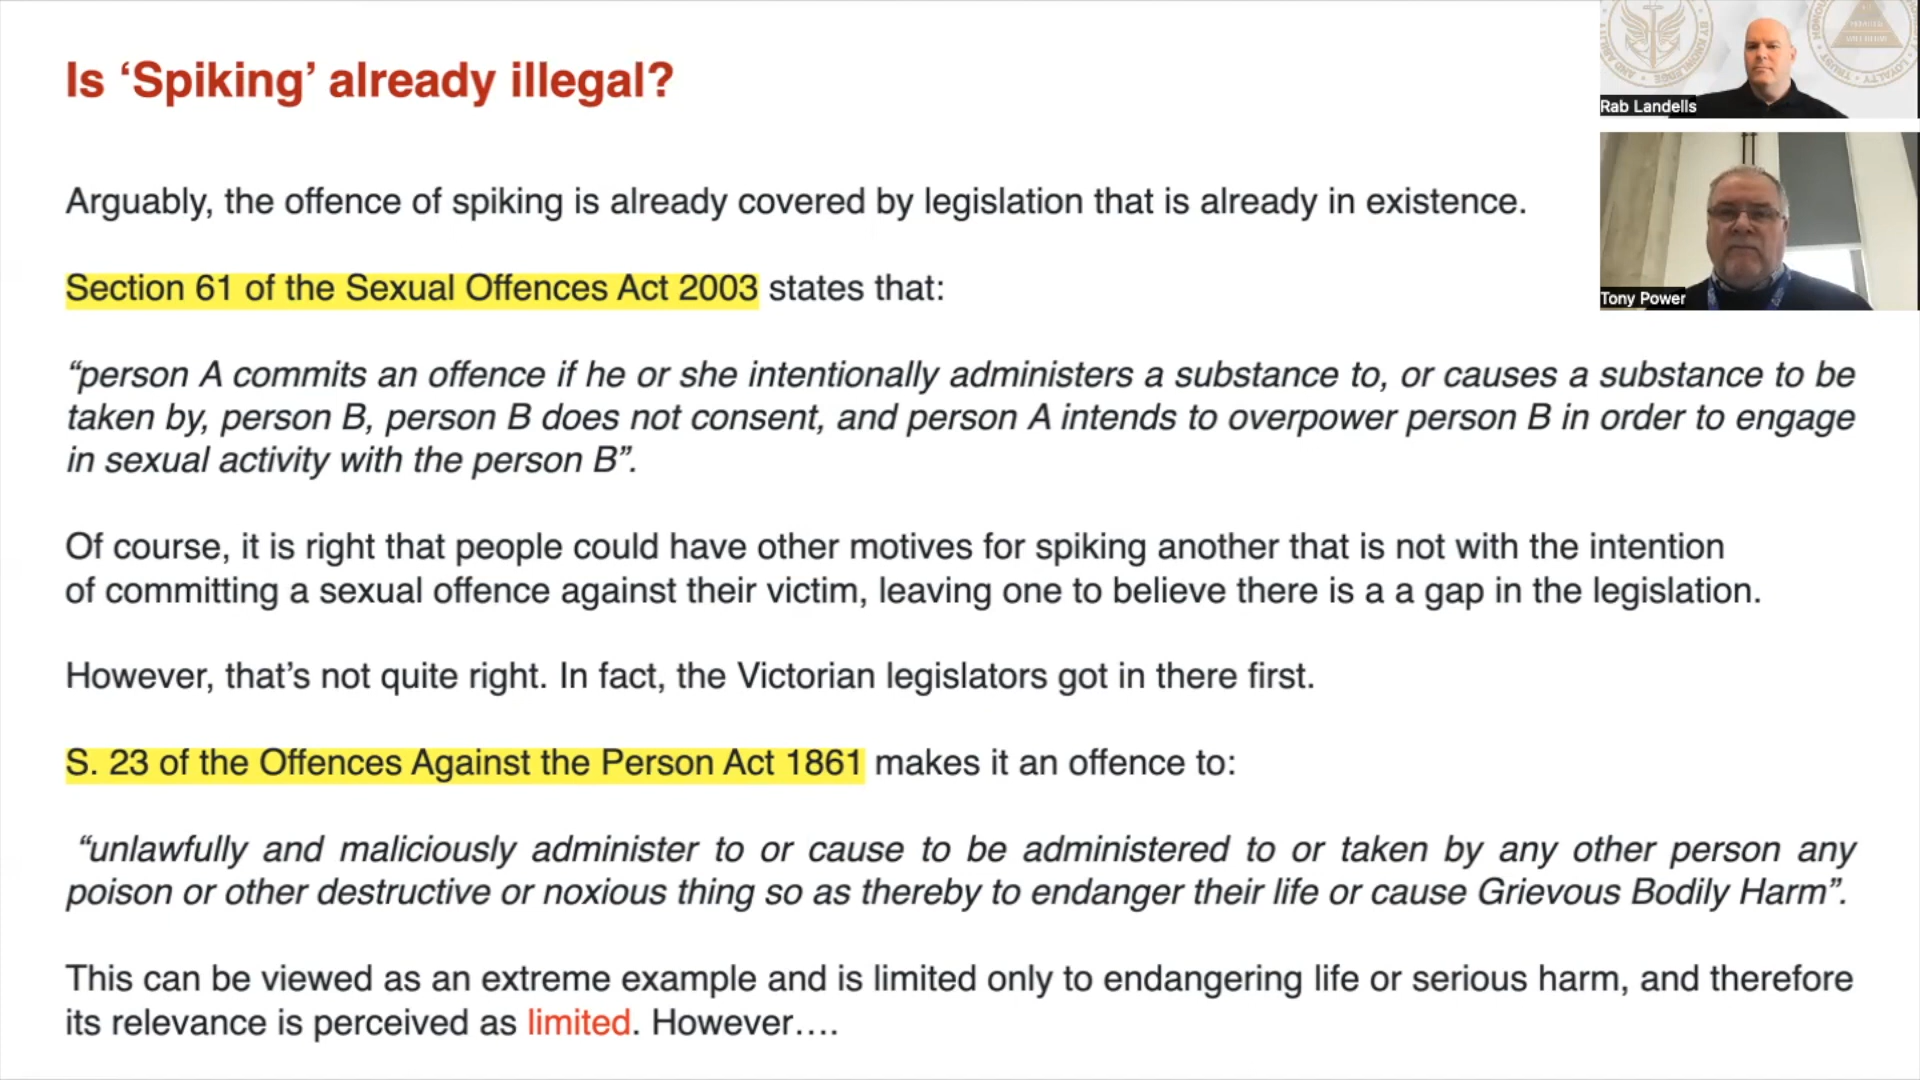 Is ‘Spiking’ already illegal?
Arguably, the offence of spiking is already covered by legislation that is already in existence.
Section 61 of the Sexual Offences Act 2003 states that:
“person A commits an offence if he or she intentionally administers a substance to, or causes a substance to be
taken by, person B, person B does not consent, and person A intends to overpower person B in order to engage
in sexual activity with the person B”.
Of course, it is right that people could have other motives for spiking another that is not with the intention
of committing a sexual offence against their victim, leaving one to believe there is a a gap in the legislation.
However, that’s not quite right. In fact, the Victorian legislators got in there first.
S. 23 of the Offences Against the Person Act 1861 makes it an offence to:
“unlawfully and maliciously administer to or cause to be administered to or taken by any other person any
poison or other destructive or noxious thing so as thereby to endanger their life or cause Grievous Bodily Harm”.
This can be viewed as an extreme example and is limited only to endangering life or serious harm, and therefore
its relevance is perceived as limited. However….
Rab Landells
Tony Power